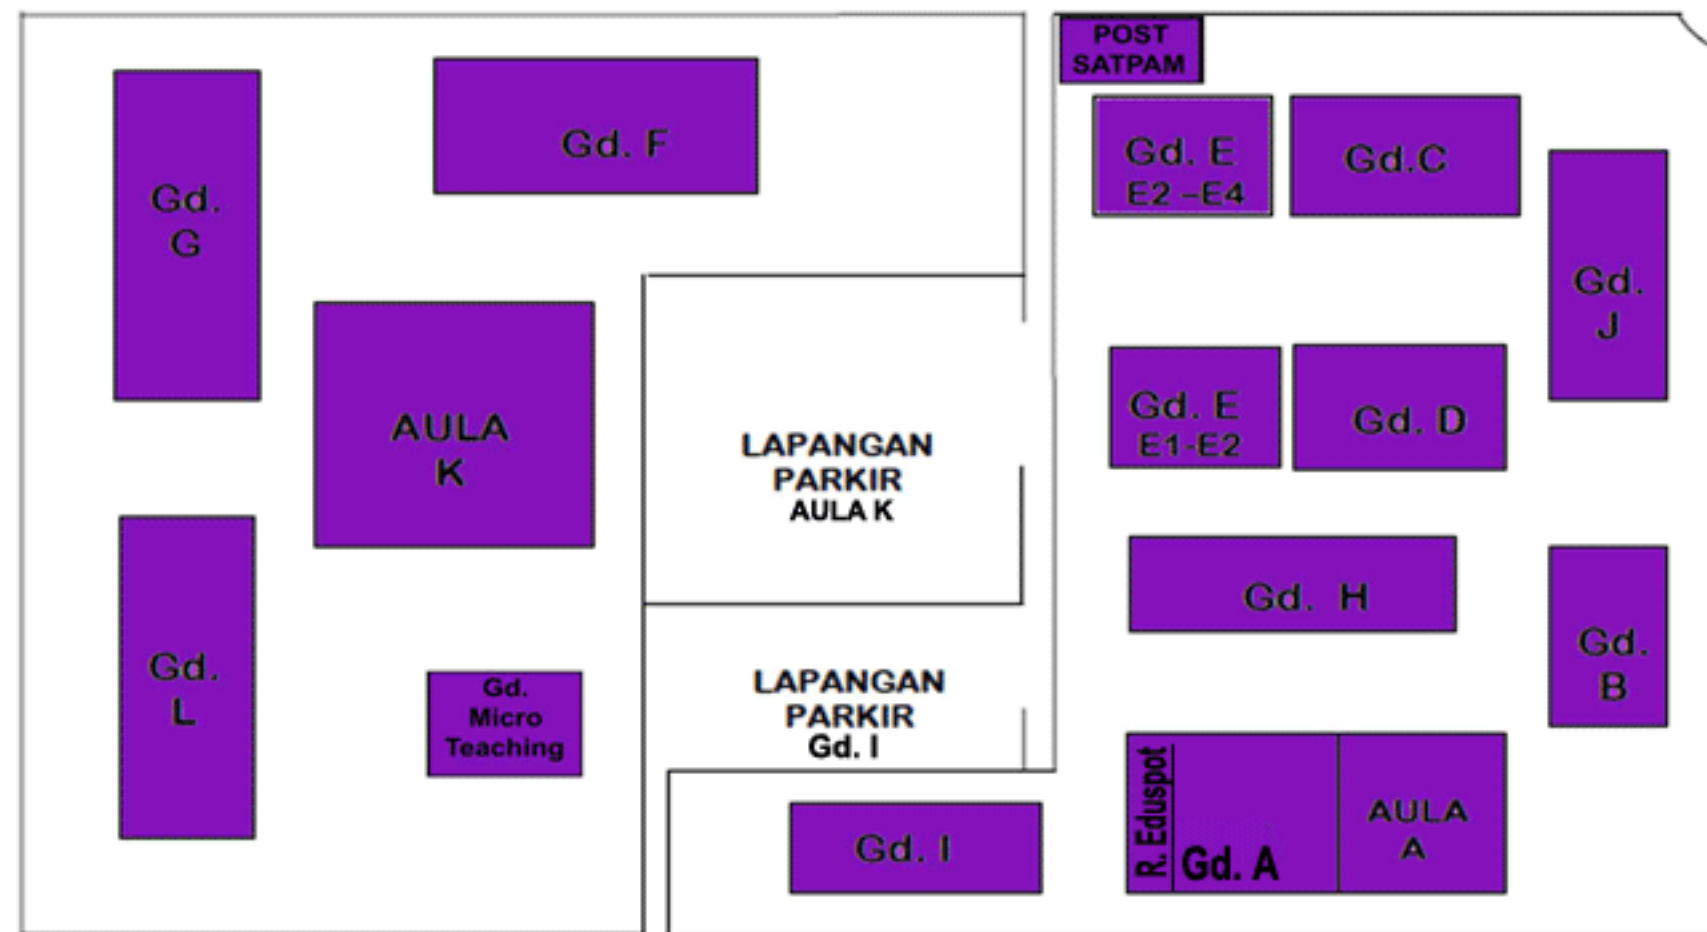 POST
SATPAM
Gd. F
Gd.
G
Gd. E
E2 –E4
Gd.C
Gd.
J
AULA
K
LAPANGAN
PARKIR
AULA K
Gd. E
E1-E2
Gd. D
Gd. H
Gd.
L
Gd.
Micro
Teaching
LAPANGAN
PARKIR
Gd. I
Gd.
B
Gd. I
R. Eduspot
Gd. A
AULA
A